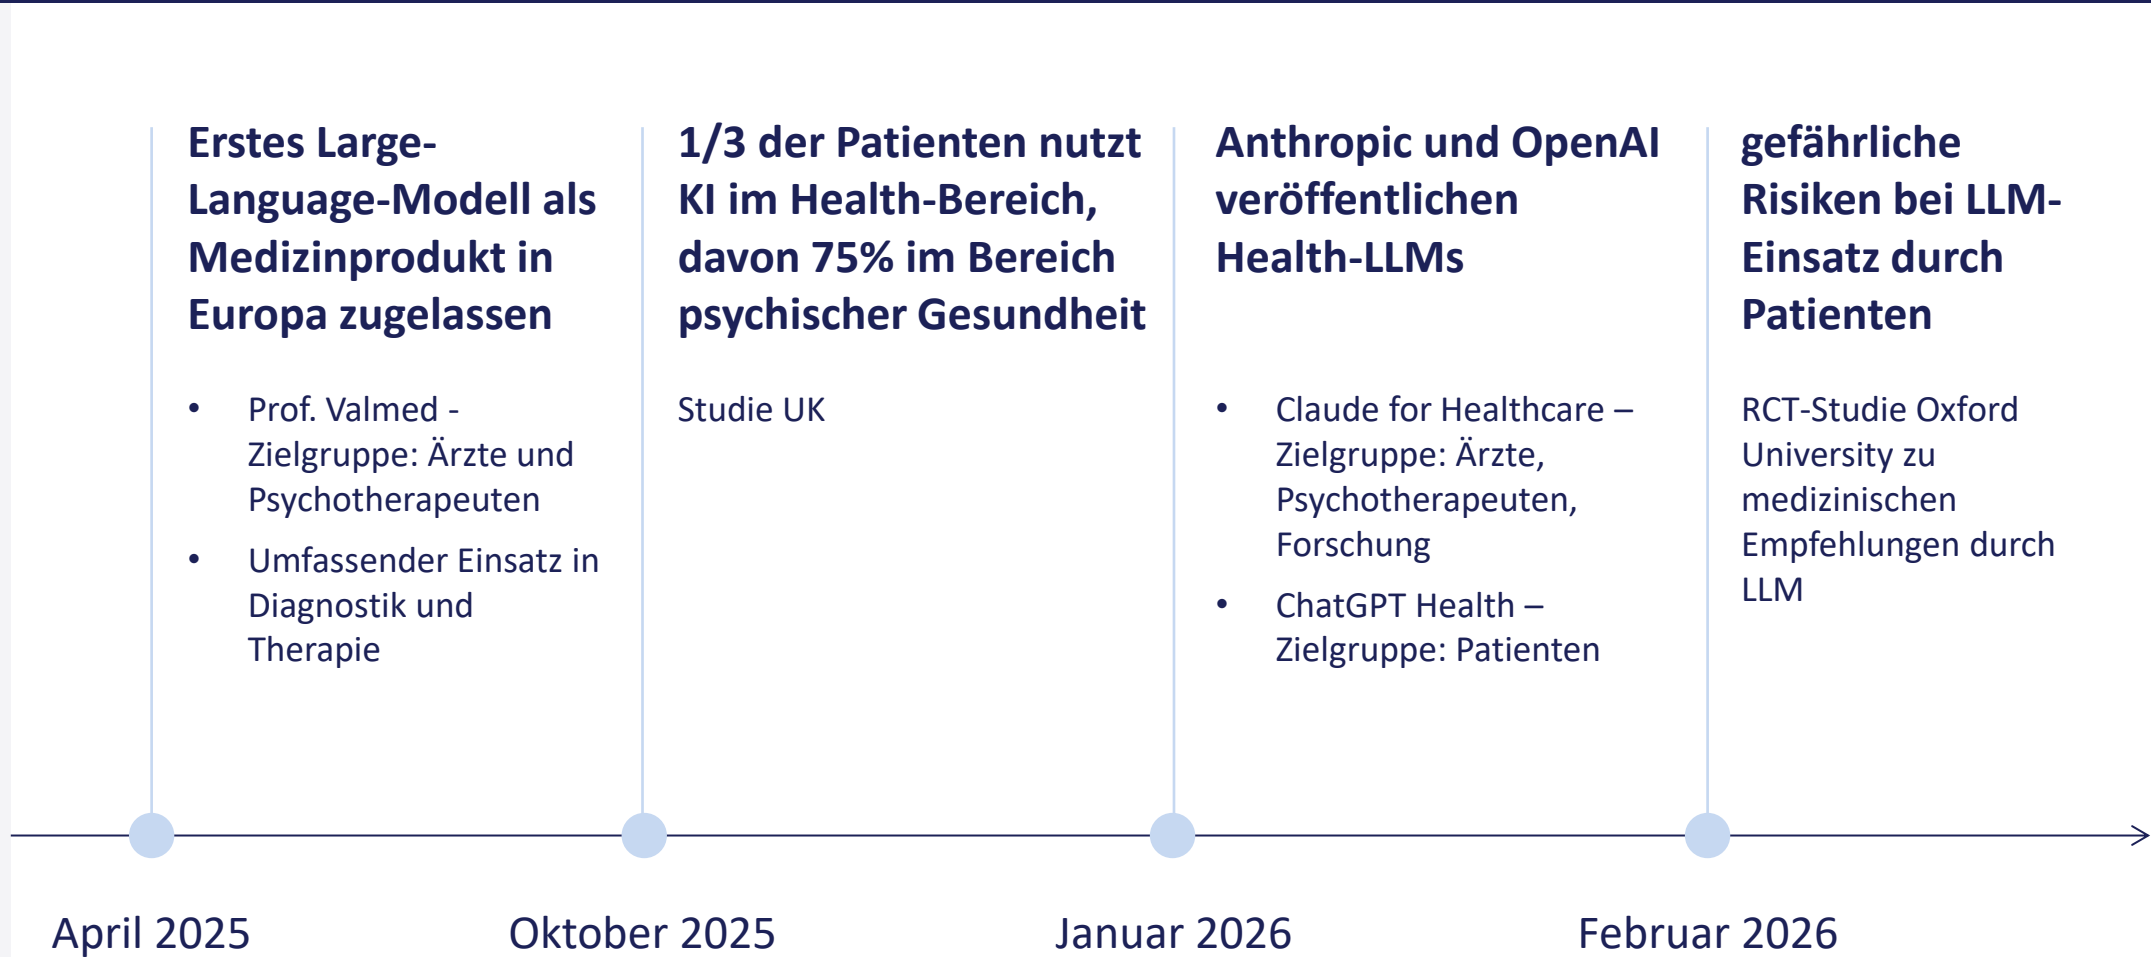 Erstes Large-
Language-Modell als
Medizinprodukt in
Europa zugelassen
• Prof. Valmed -
Zielgruppe: Ärzte und
Psychotherapeuten
• Umfassender Einsatz in
Diagnostik und
Therapie
1/3 der Patienten nutzt
KI im Health-Bereich,
davon 75% im Bereich
psychischer Gesundheit
Studie UK
Anthropic und OpenAI
veröffentlichen
Health-LLMs
• Claude for Healthcare –
Zielgruppe: Ärzte,
Psychotherapeuten,
Forschung
• ChatGPT Health –
Zielgruppe: Patienten
gefährliche
Risiken bei LLM-
Einsatz durch
Patienten
RCT-Studie Oxford
University zu
medizinischen
Empfehlungen durch
LLM
April 2025
Oktober 2025
Januar 2026
Februar 2026